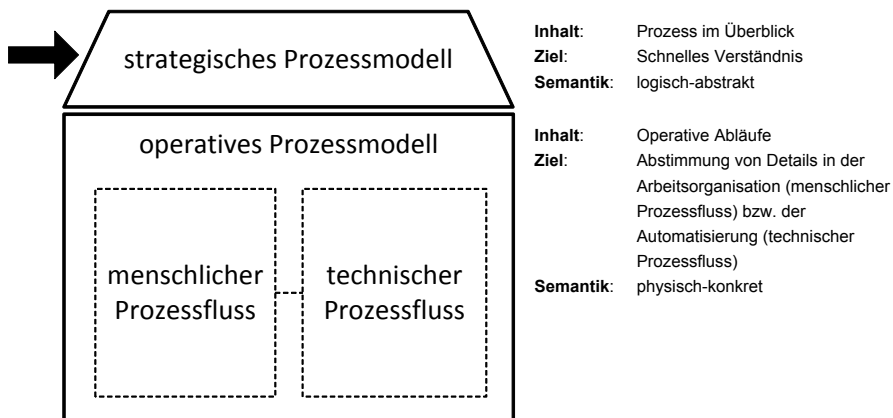 strategisches Prozessmodell
Inhalt: Prozess im Überblick
Ziel: Schnelles Verständnis
Semantik: logisch-abstrakt
operatives Prozessmodell
menschlicher
Prozessfluss
technischer
Prozessfluss
Inhalt: Operative Abläufe
Ziel: Abstimmung von Details in der
Arbeitsorganisation (menschlicher
Prozessfluss) bzw. der
Automatisierung (technischer
Prozessfluss)
Semantik: physisch-konkret